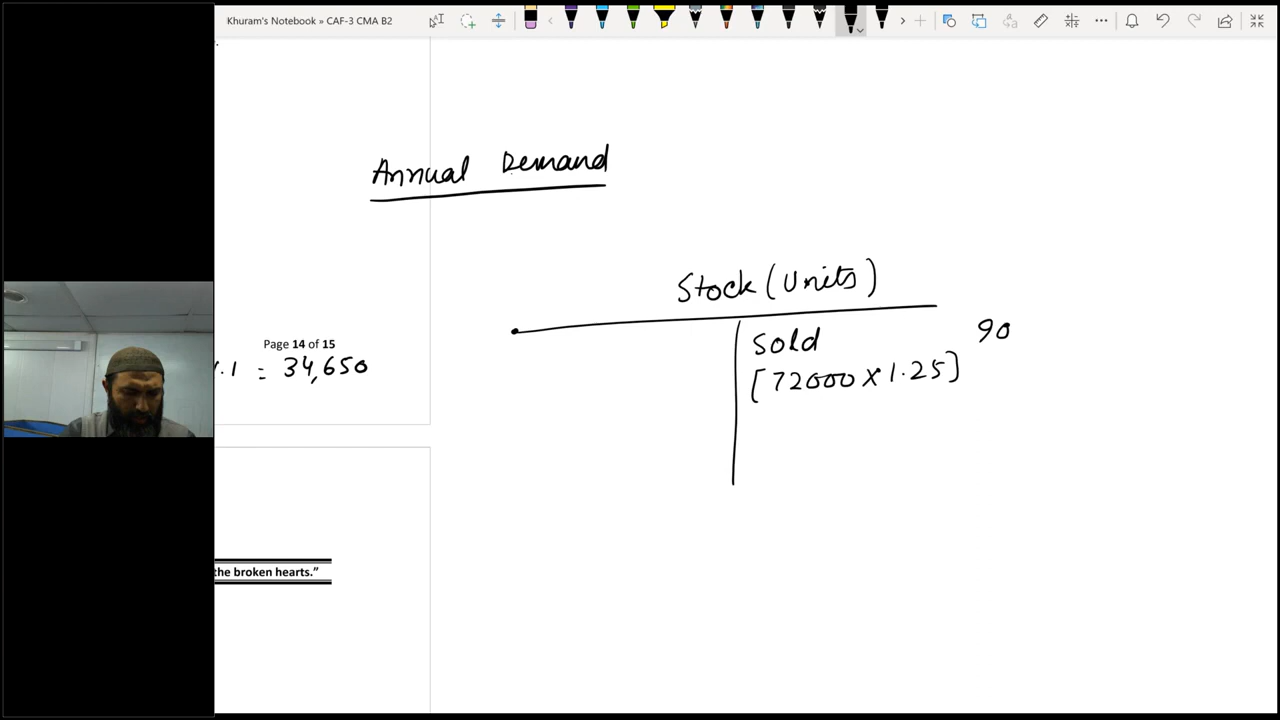 Khuram's Notebook » CAF-3 CMA B2
Annual Demand
Stock (Units)
Sold 90
[72000 × 1.25]
Page 14 of 15
1.1 = 34,650
the broken hearts.”